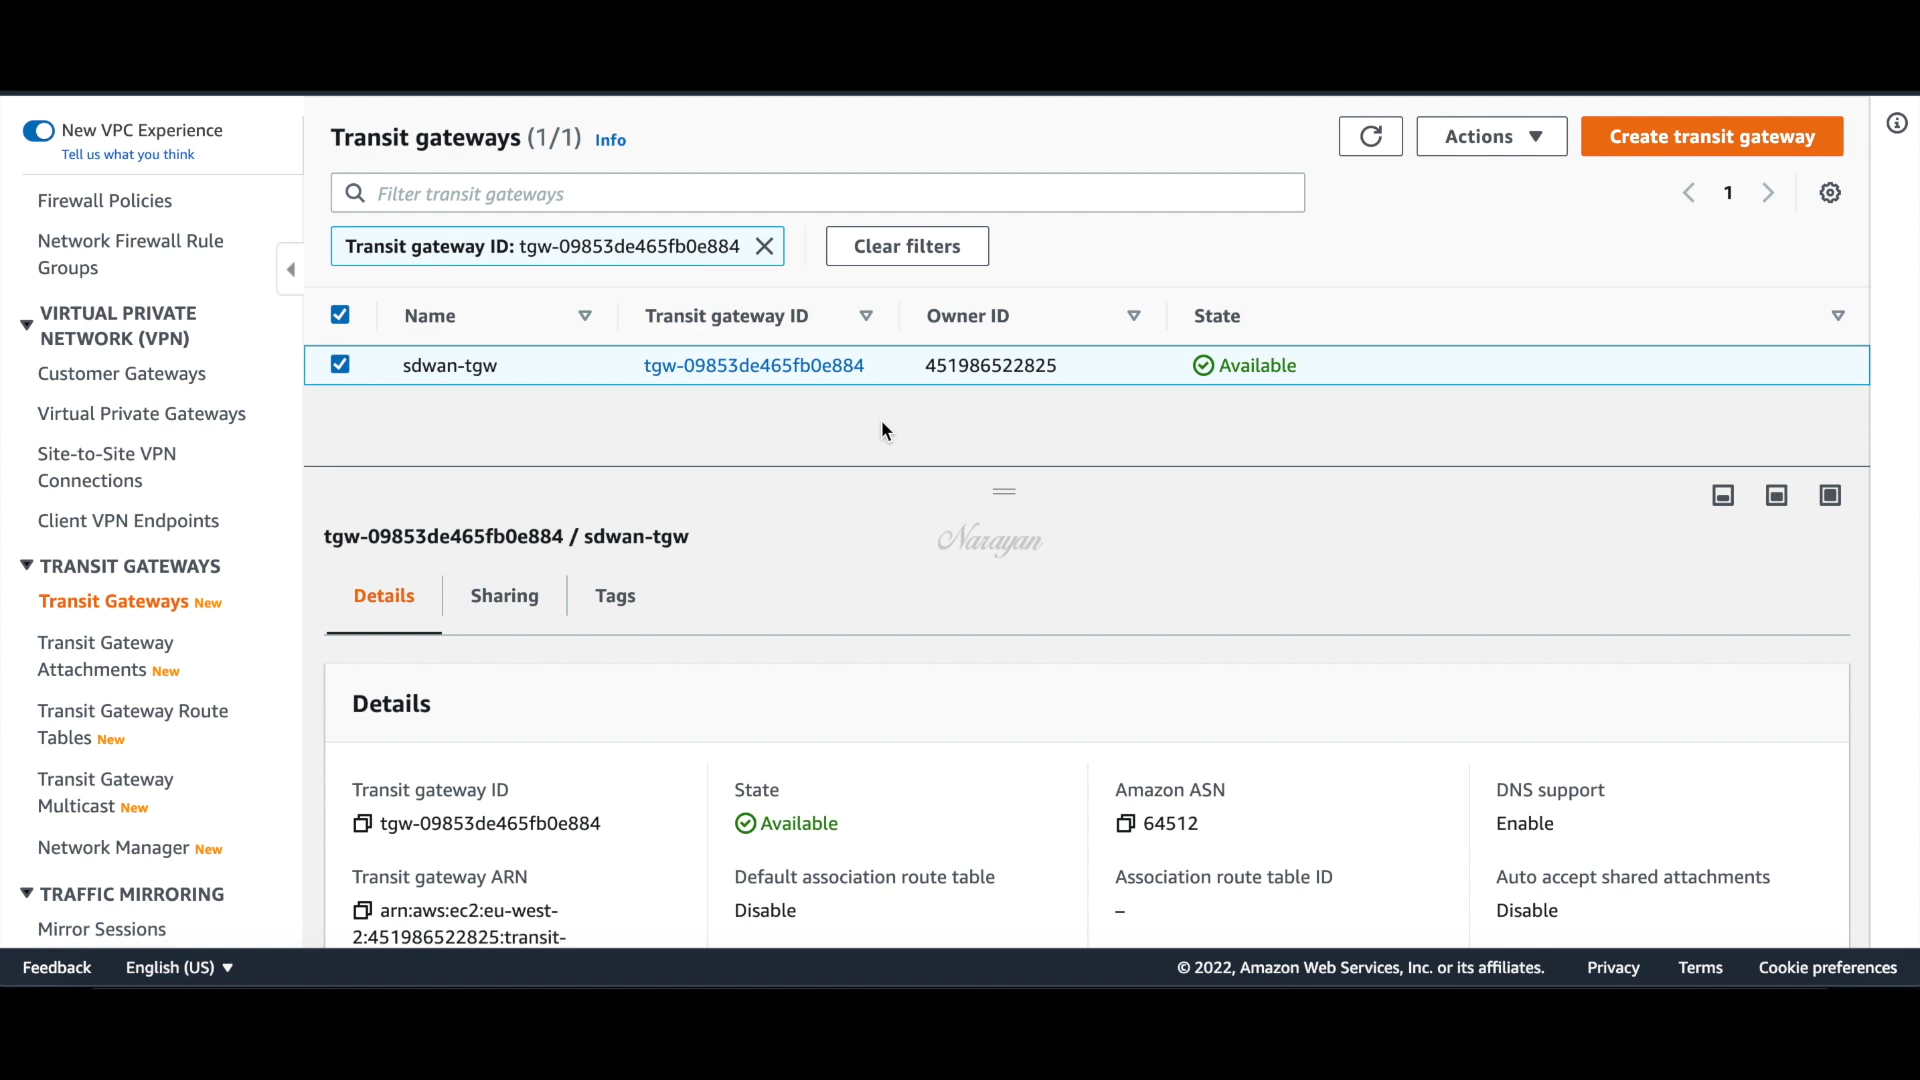 New VPC Experience
Tell us what you think
Firewall Policies
Network Firewall Rule
Groups
VIRTUAL PRIVATE
NETWORK (VPN)
Customer Gateways
Virtual Private Gateways
Site-to-Site VPN
Connections
Client VPN Endpoints
TRANSIT GATEWAYS
Transit Gateways New
Transit Gateway
Attachments New
Transit Gateway Route
Tables New
Transit Gateway
Multicast New
Network Manager New
TRAFFIC MIRRORING
Mirror Sessions
Transit gateways (1/1) Info
Actions
Create transit gateway
Filter transit gateways
1
Transit gateway ID: tgw-09853de465fb0e884
Clear filters
Name Transit gateway ID Owner ID State
sdwan-tgw tgw-09853de465fb0e884 451986522825 Available
tgw-09853de465fb0e884 / sdwan-tgw
Narayan
Details Sharing Tags
Details
Transit gateway ID State Amazon ASN DNS support
tgw-09853de465fb0e884 Available 64512 Enable
Transit gateway ARN Default association route table Association route table ID Auto accept shared attachments
arn:aws:ec2:eu-west- Disable – Disable
2:451986522825:transit-
Feedback English (US) © 2022, Amazon Web Services, Inc. or its affiliates. Privacy Terms Cookie preferences